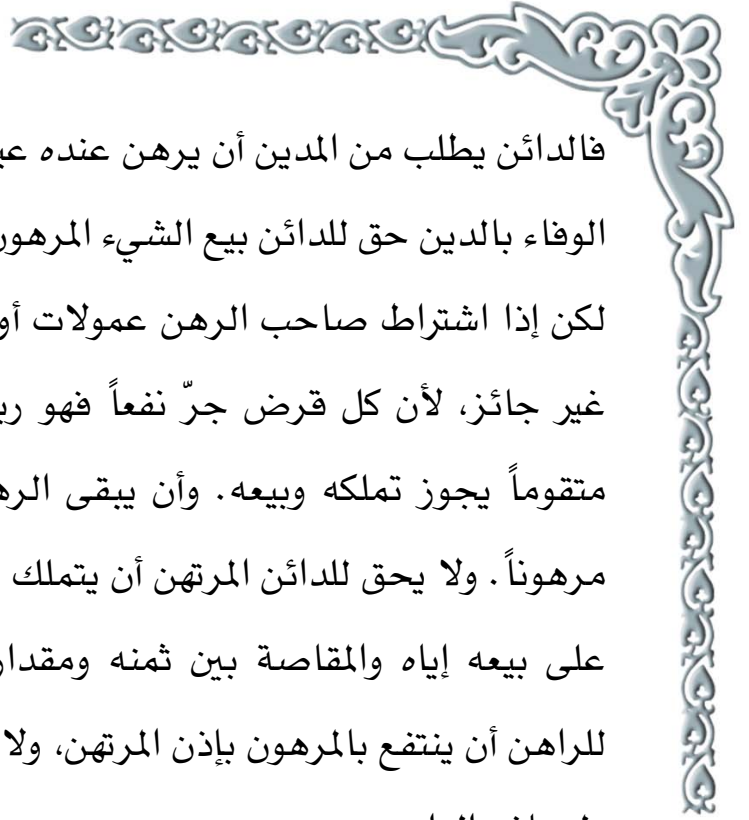 فالدائن يطلب من المدين أن يرهن عنده
الوفاء بالدين حق للدائن بيع الشيء المرهون
لكن إذا اشتراط صاحب الرهن عمولات أو
غير جائز، لأن كل قرض جرّ نفعاً فهو
متقوماً يجوز تملكه وبيعه. وأن يبقى
مرهوناً. ولا يحق للدائن المرتهن أن يتملك
على بيعه إياه والمقاصة بين ثمنه ومقدار
للراهن أن ينتفع بالمرهون بإذن المرتهن، ولا